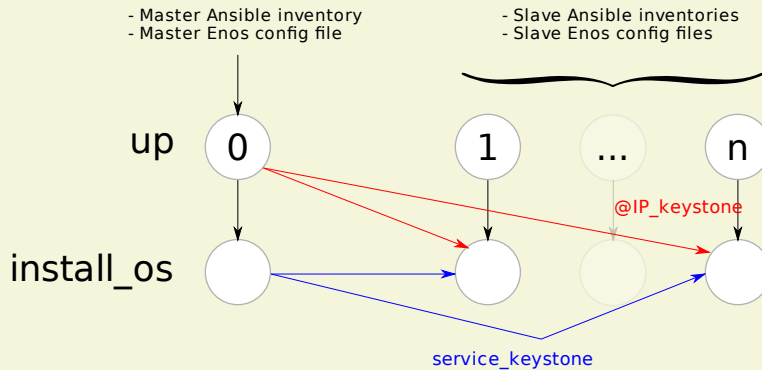 - Master Ansible inventory
- Master Enos config file
- Slave Ansible inventories
- Slave Enos config files
up
0
1
...
n
@IP_keystone
install_os
service_keystone